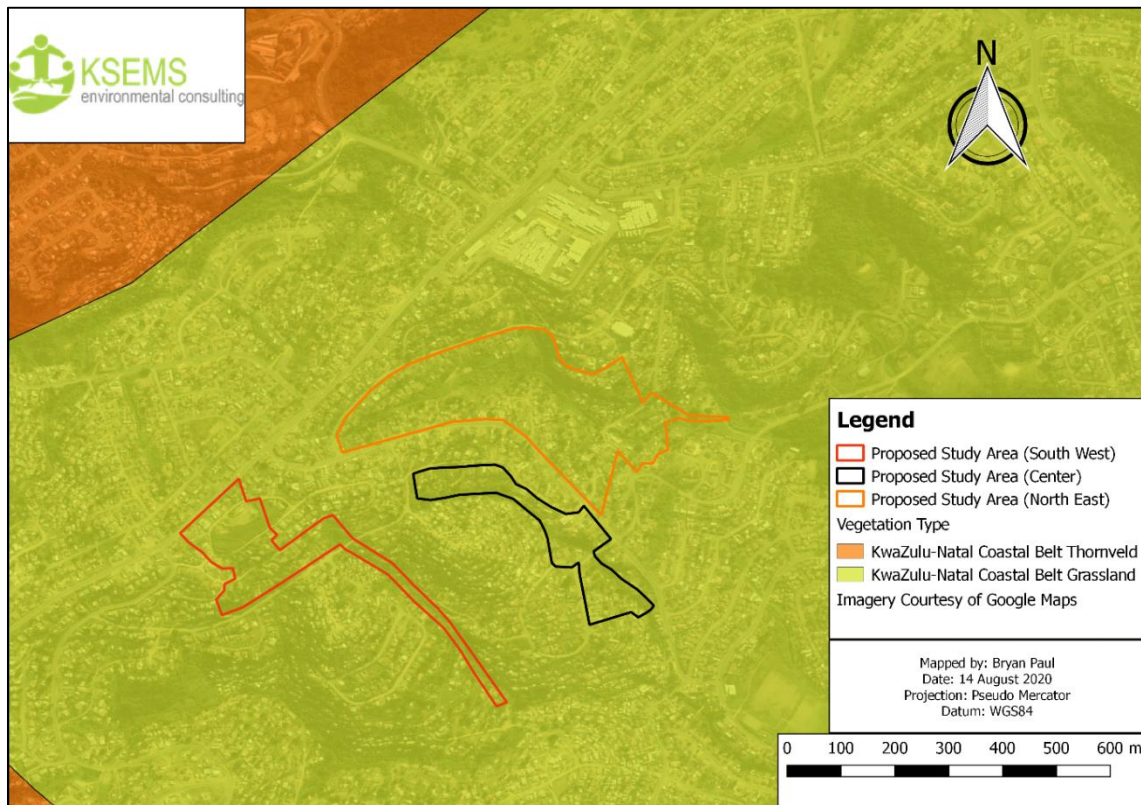 KSEMS
environmental consulting
N
Legend
Proposed Study Area (South West)
Proposed Study Area (Center)
Proposed Study Area (North East)
Vegetation Type
KwaZulu-Natal Coastal Belt Thornveld
KwaZulu-Natal Coastal Belt Grassland
Imagery Courtesy of Google Maps
Mapped by: Bryan Paul
Date: 14 August 2020
Projection: Pseudo Mercator
Datum: WGS84
0 100 200 300 400 500 600 m